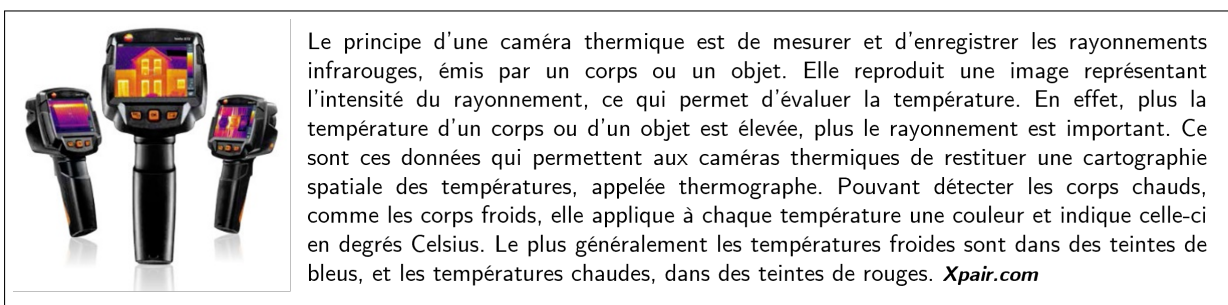 Le principe d'une caméra thermique est de mesurer et d'enregistrer les rayonnements
infrarouges, émis par un corps ou un objet. Elle reproduit une image représentant
l'intensité du rayonnement, ce qui permet d'évaluer la température. En effet, plus la
température d'un corps ou d'un objet est élevée, plus le rayonnement est important. Ce
sont ces données qui permettent aux caméras thermiques de restituer une cartographie
spatiale des températures, appelée thermographe. Pouvant détecter les corps chauds,
comme les corps froids, elle applique à chaque température une couleur et indique celle-ci
en degrés Celsius. Le plus généralement les températures froides sont dans des teintes de
bleus, et les températures chaudes, dans des teintes de rouges. Xpair.com